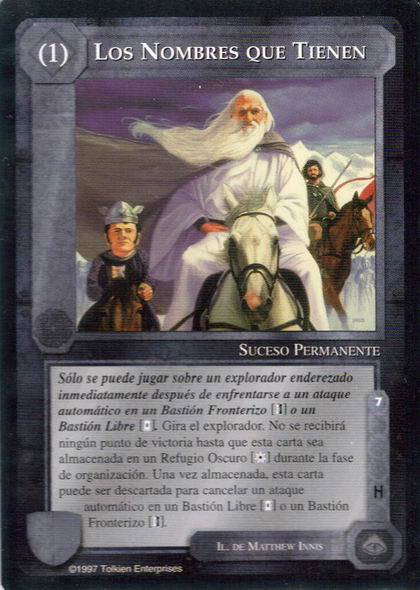 (1) LOS NOMBRES QUE TIENEN
SUCESO PERMANENTE
Sólo se puede jugar sobre un explorador enderezado
inmediatamente después de enfrentarse a un ataque
automático en un Bastión Fronterizo [] o un
Bastión Libre []. Gira el explorador. No se recibirá
ningún punto de victoria hasta que esta carta sea
almacenada en un Refugio Oscuro [] durante la fase
de organización. Una vez almacenada, esta carta
puede ser descartada para cancelar un ataque
automático en un Bastión Libre [] o un Bastión
Fronterizo [].
7
H
IL. DE MATTHEW INNIS
©1997 Tolkien Enterprises